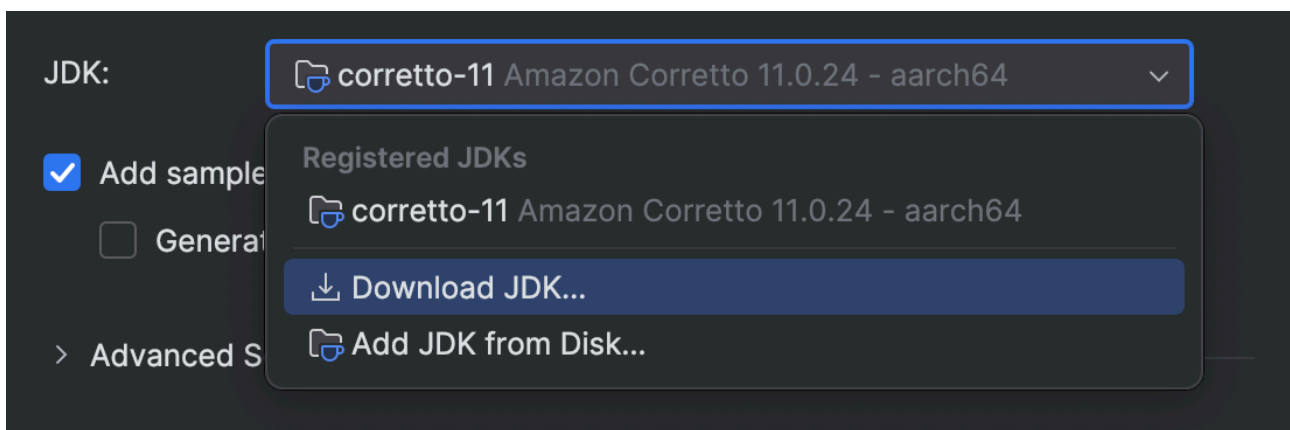 JDK:
corretto-11 Amazon Corretto 11.0.24 - aarch64
Registered JDKs
Add sample
corretto-11 Amazon Corretto 11.0.24 - aarch64
Generat
Download JDK...
Add JDK from Disk...
Advanced S